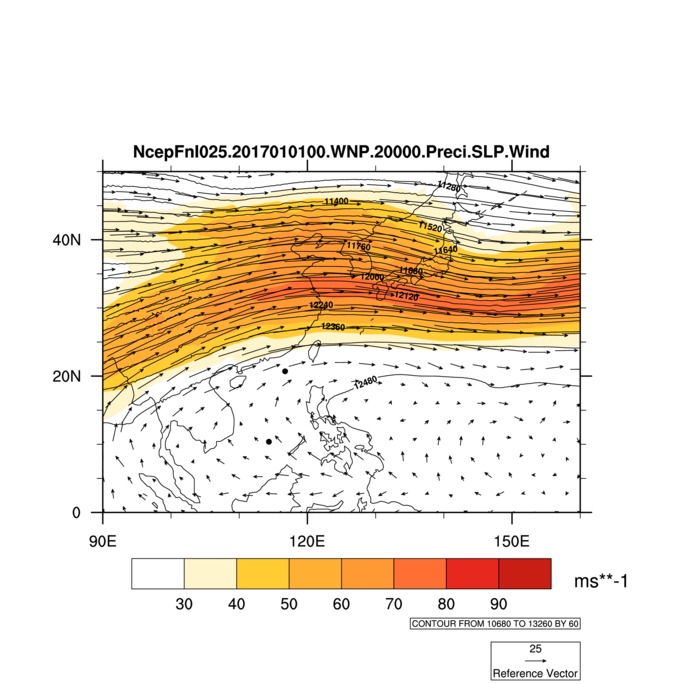 NcepFnl025.2017010100.WNP.20000.Preci.SLP.Wind
11280
11400
11520
11760
11640
11880
12000
12120
12240
12360
12480
40N
20N
0
90E 120E 150E
30 40 50 60 70 80 90
ms**-1
CONTOUR FROM 10680 TO 13260 BY 60
25
Reference Vector